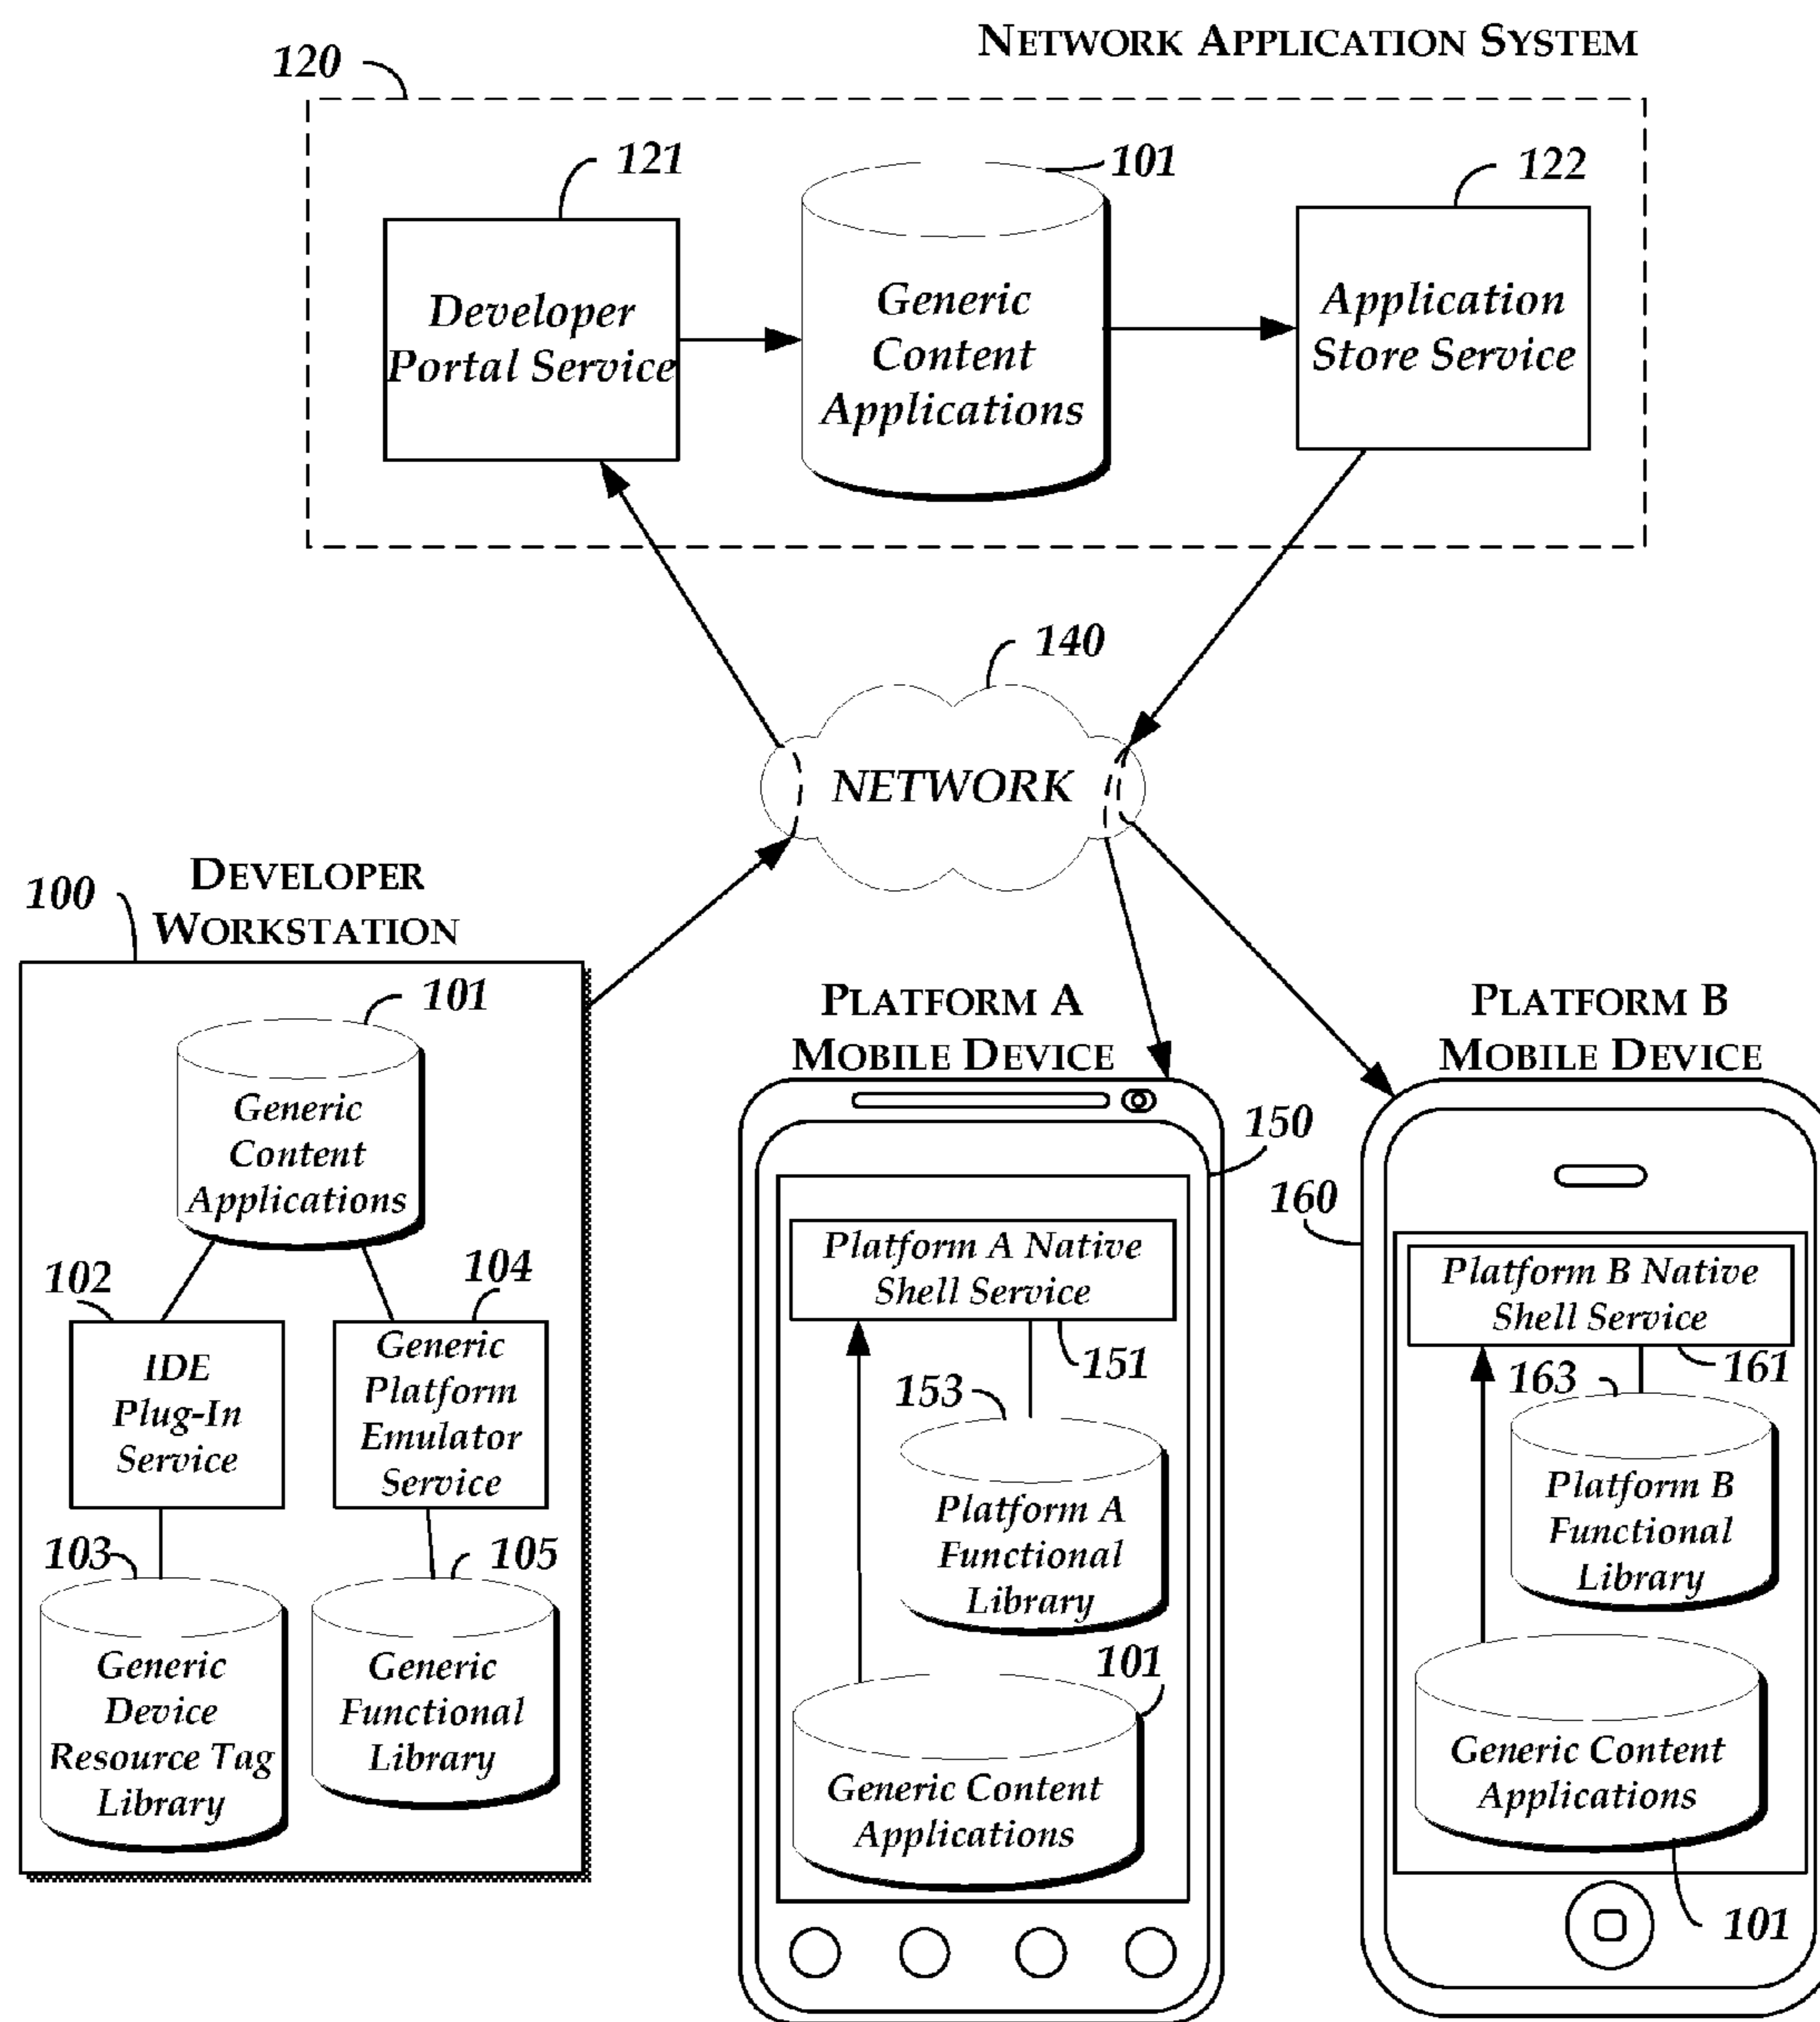 NETWORK APPLICATION SYSTEM
120
121
101
122
Developer
Portal Service
Generic
Content
Applications
Application
Store Service
140
NETWORK
DEVELOPER
WORKSTATION
100
101
Generic
Content
Applications
102
104
IDE
Plug-In
Service
Generic
Platform
Emulator
Service
103
105
Generic
Device
Resource Tag
Library
Generic
Functional
Library
PLATFORM A
MOBILE DEVICE
150
Platform A Native
Shell Service
151
153
Platform A
Functional
Library
101
Generic Content
Applications
PLATFORM B
MOBILE DEVICE
160
Platform B Native
Shell Service
161
163
Platform B
Functional
Library
Generic Content
Applications
101